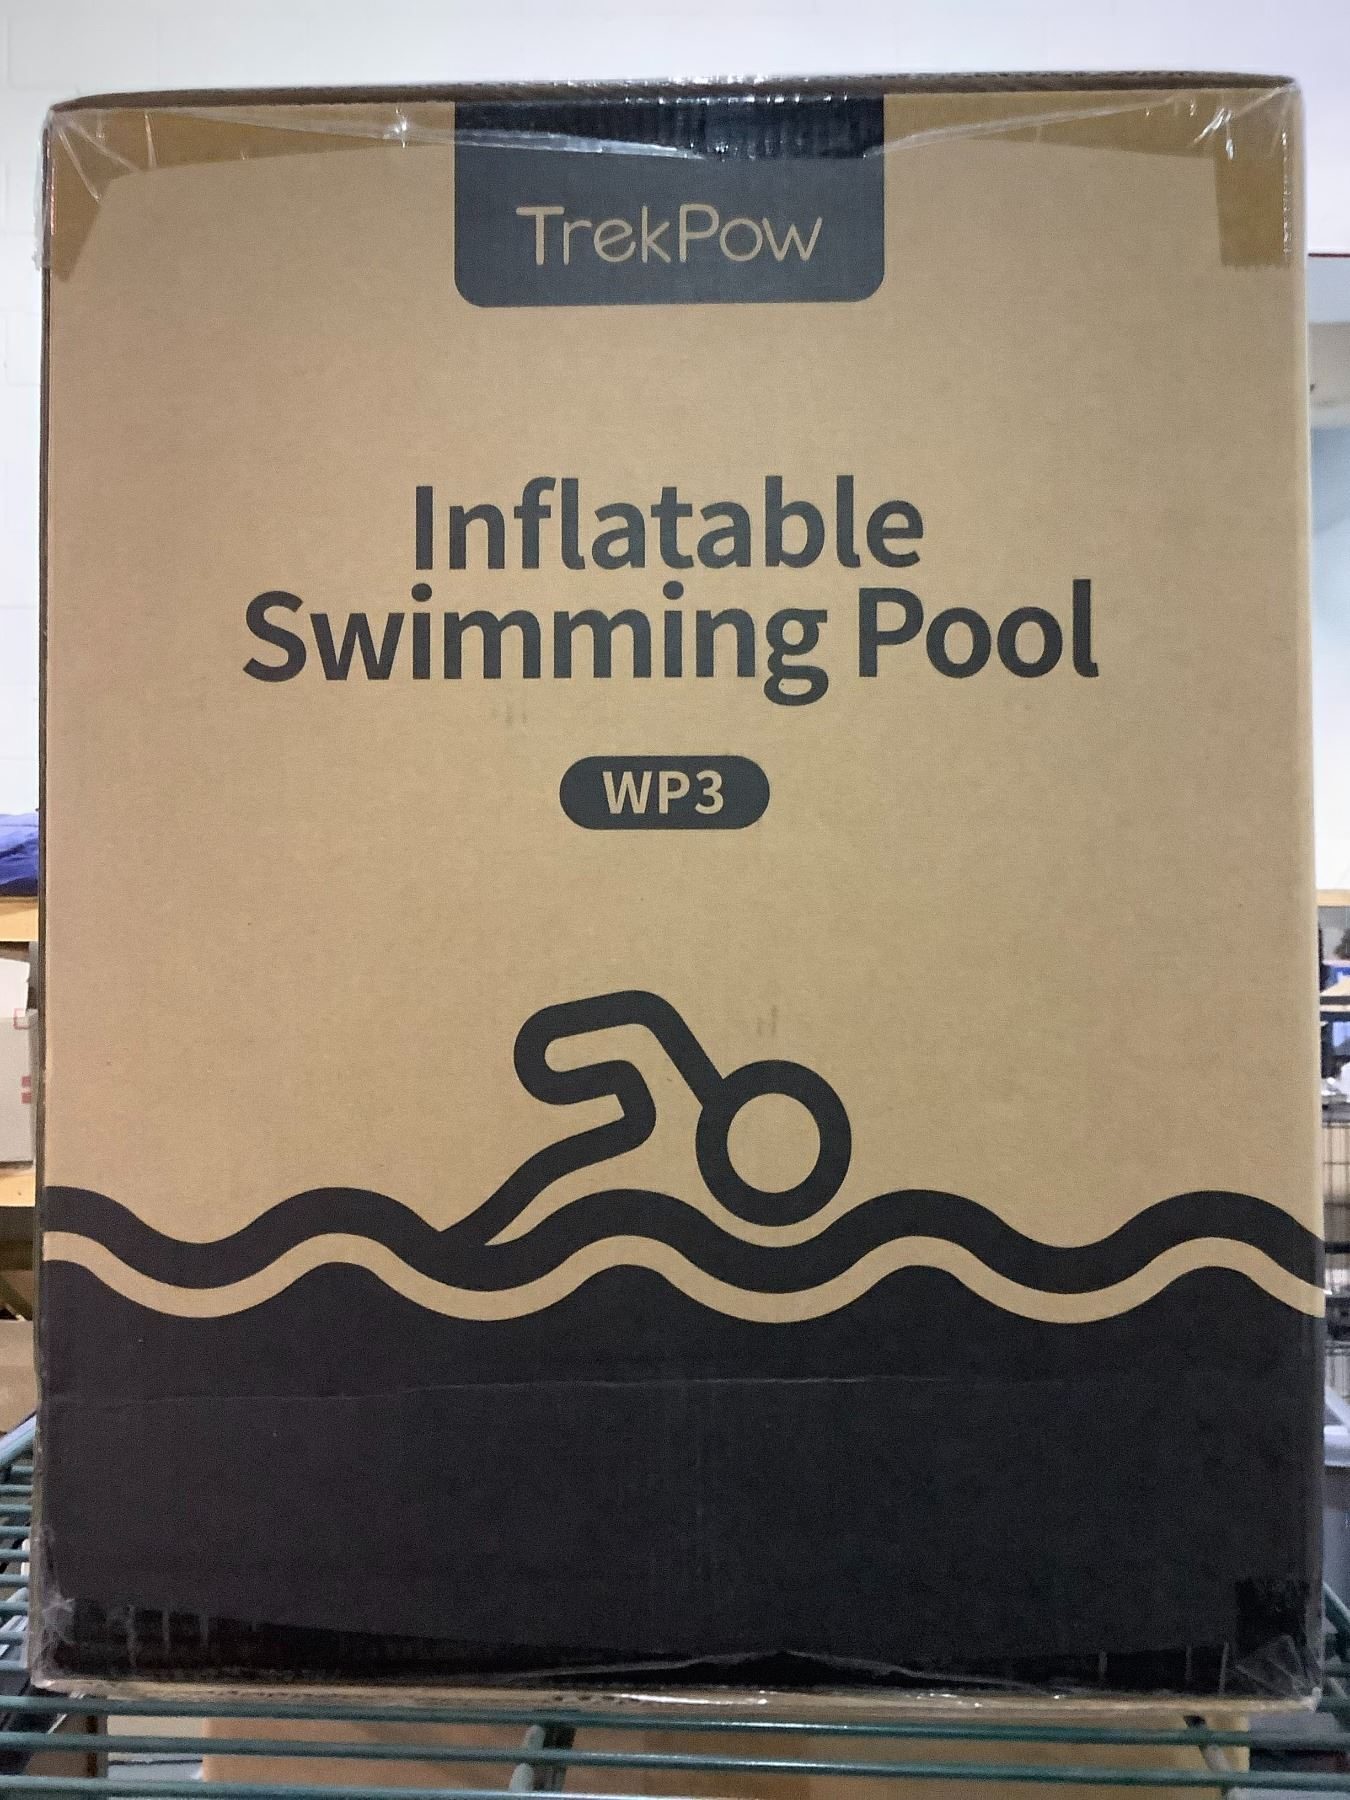 TrekPow
Inflatable
Swimming Pool
WP3